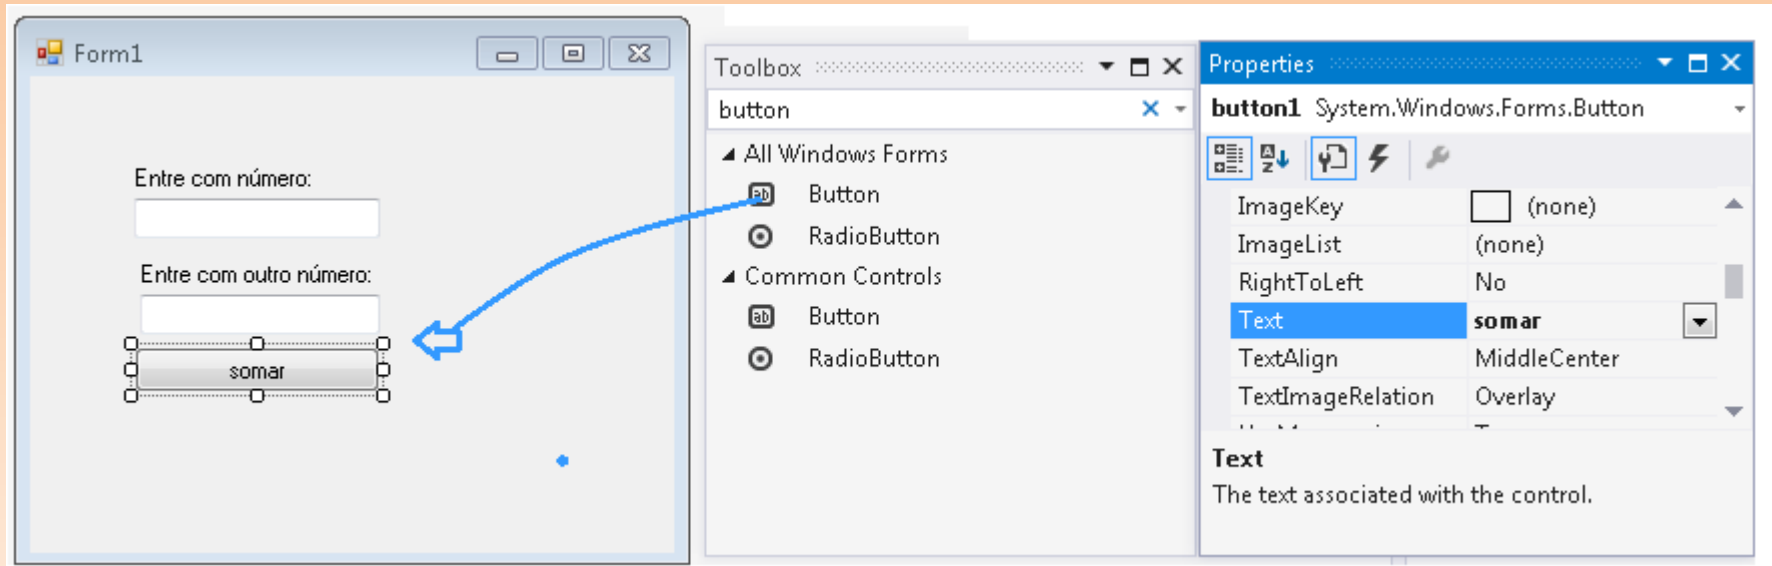 Form1
Entre com número:
Entre com outro número:
somar
Toolbox
button
All Windows Forms
Button
RadioButton
Common Controls
Button
RadioButton
Properties
button1 System.Windows.Forms.Button
ImageKey (none)
ImageList (none)
RightToLeft No
Text somar
TextAlign MiddleCenter
TextImageRelation Overlay
Text
The text associated with the control.